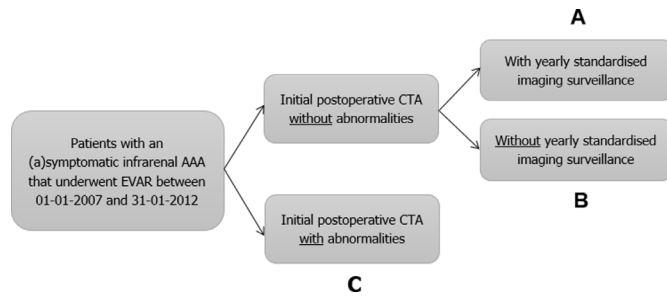 A
With yearly standardised
imaging surveillance
Initial postoperative CTA
without abnormalities
Patients with an
(a)symptomatic infrarenal AAA
that underwent EVAR between
01-01-2007 and 31-01-2012
Without yearly standardised
imaging surveillance
B
Initial postoperative CTA
with abnormalities
C